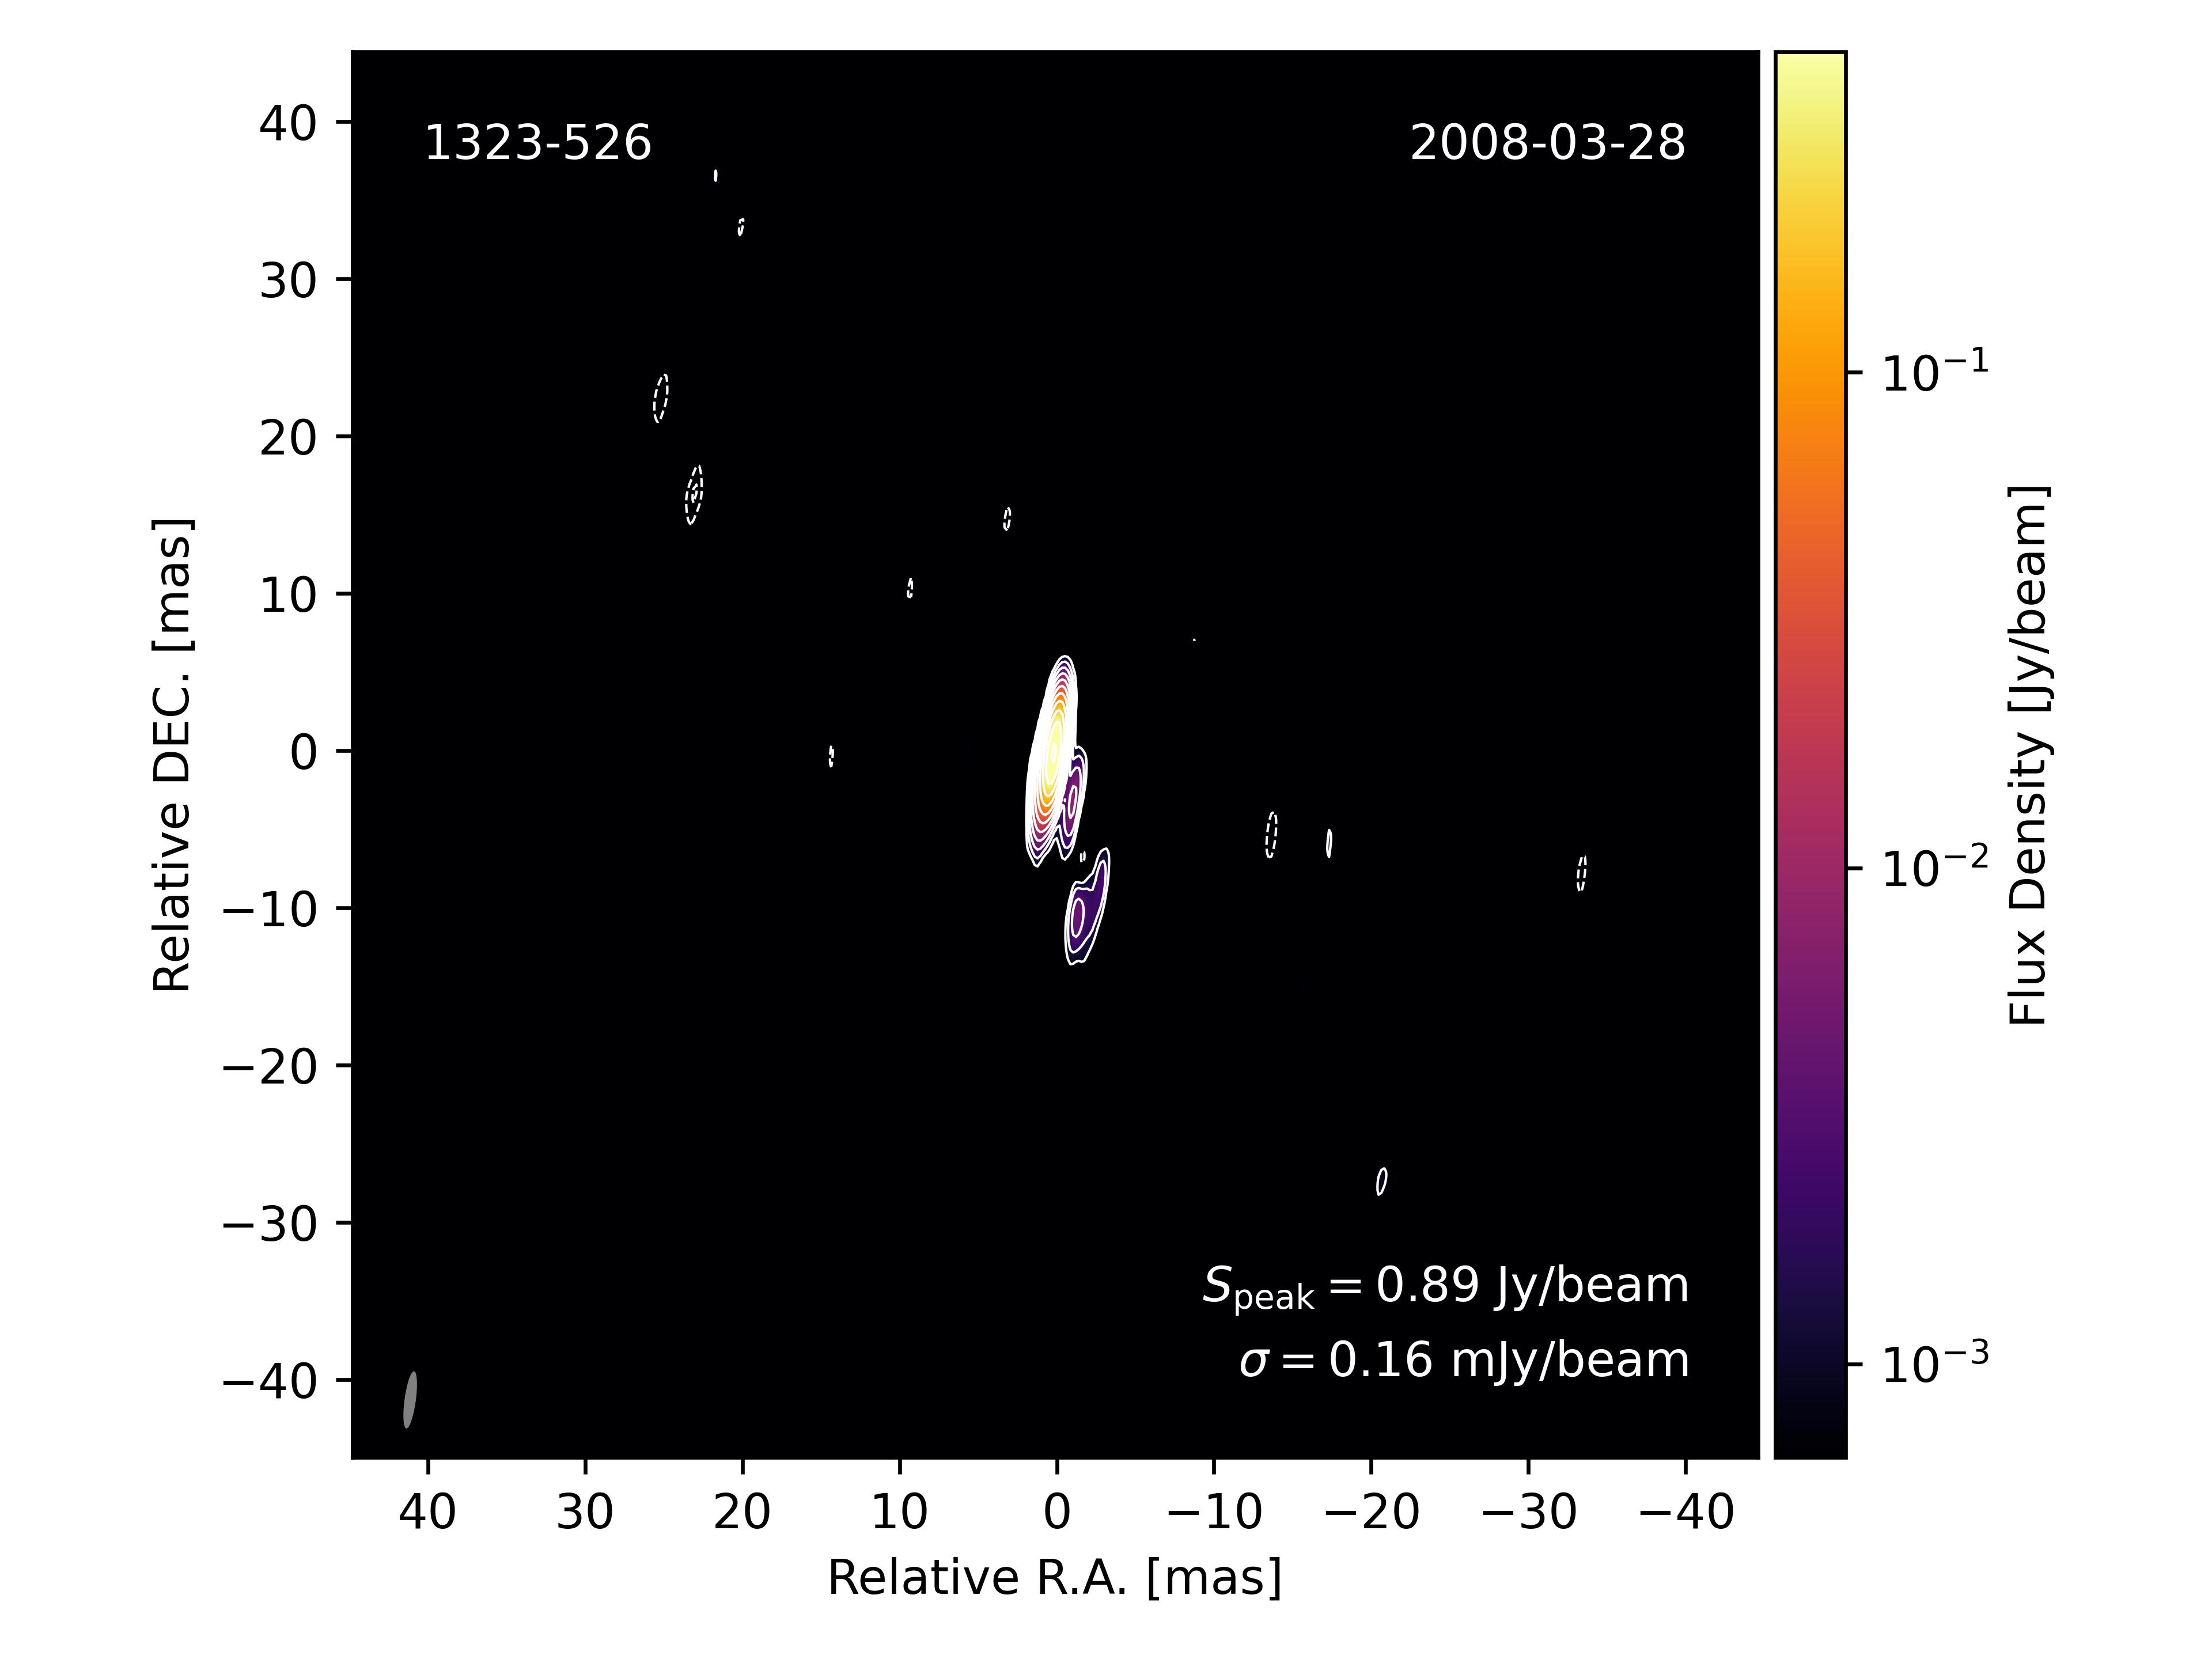 1323-526
2008-03-28
40
30
20
10
0
−10
−20
−30
−40
Relative DEC. [mas]
S_peak = 0.89 Jy/beam
σ = 0.16 mJy/beam
40 30 20 10 0 −10 −20 −30 −40
Relative R.A. [mas]
10⁻¹
10⁻²
10⁻³
Flux Density [Jy/beam]